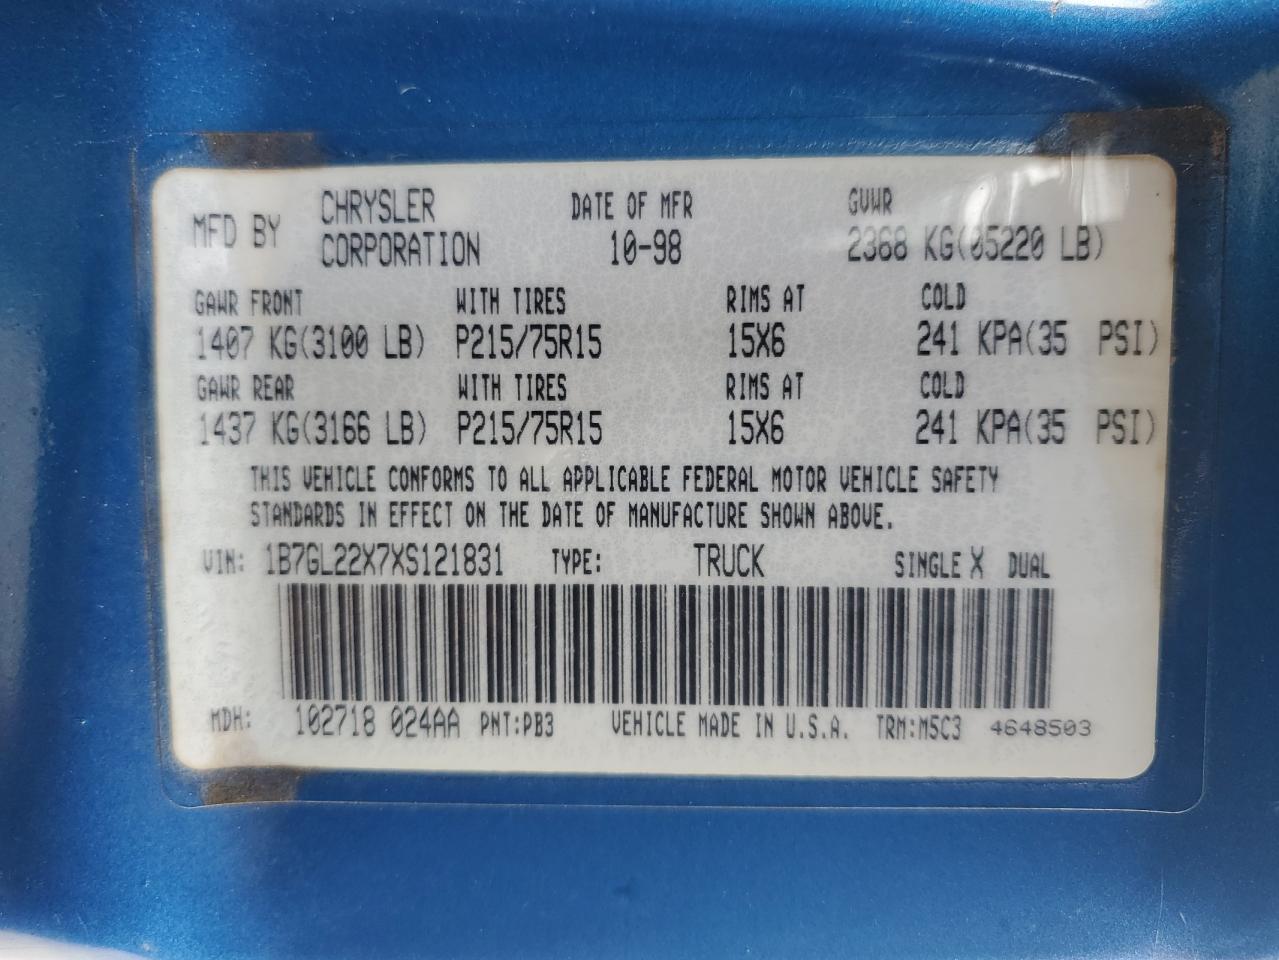 MFD BY CHRYSLER CORPORATION DATE OF MFR 10-98 GVWR 2368 KG(05220 LB)
GAWR FRONT WITH TIRES RIMS AT COLD
1407 KG(3100 LB) P215/75R15 15X6 241 KPA(35 PSI)
GAWR REAR WITH TIRES RIMS AT COLD
1437 KG(3166 LB) P215/75R15 15X6 241 KPA(35 PSI)
THIS VEHICLE CONFORMS TO ALL APPLICABLE FEDERAL MOTOR VEHICLE SAFETY
STANDARDS IN EFFECT ON THE DATE OF MANUFACTURE SHOWN ABOVE.
VIN: 1B7GL22X7XS121831 TYPE: TRUCK SINGLE X DUAL
MDH: 102718 024AA PNT:PB3 VEHICLE MADE IN U.S.A. TRM:M5C3 4648503